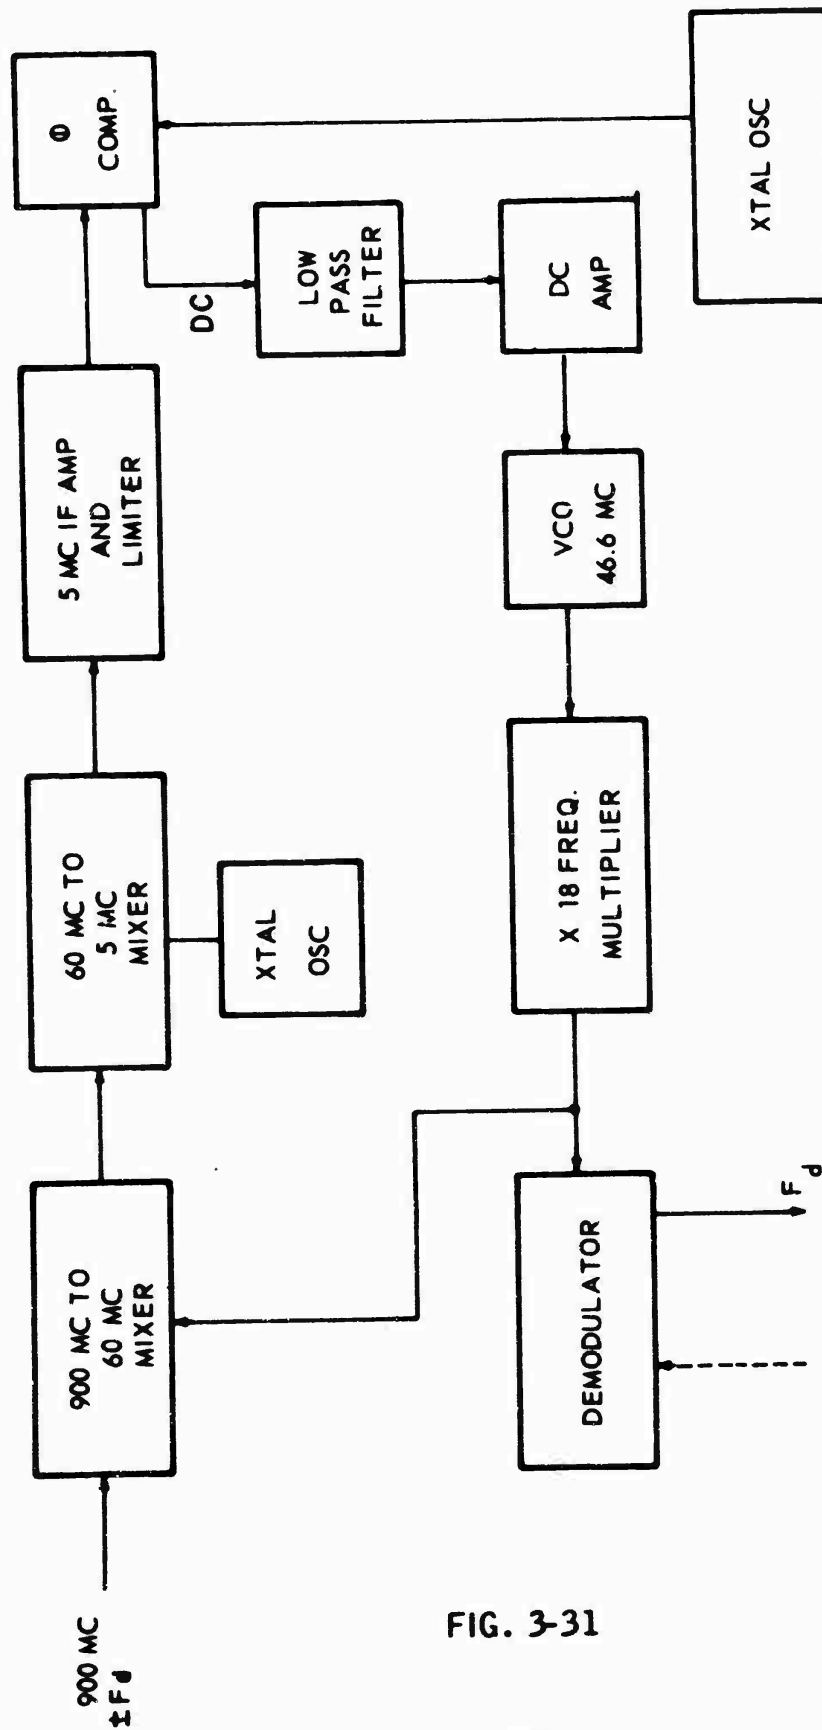 900 MC
±Fd
900 MC TO
60 MC
MIXER
60 MC TO
5 MC
MIXER
XTAL
OSC
5 MC IF AMP
AND
LIMITER
Φ
COMP.
DC
LOW
PASS
FILTER
DC
AMP
VCO
46.6 MC
X 18 FREQ.
MULTIPLIER
DEMODULATOR
Fd
XTAL OSC
FIG. 3-31